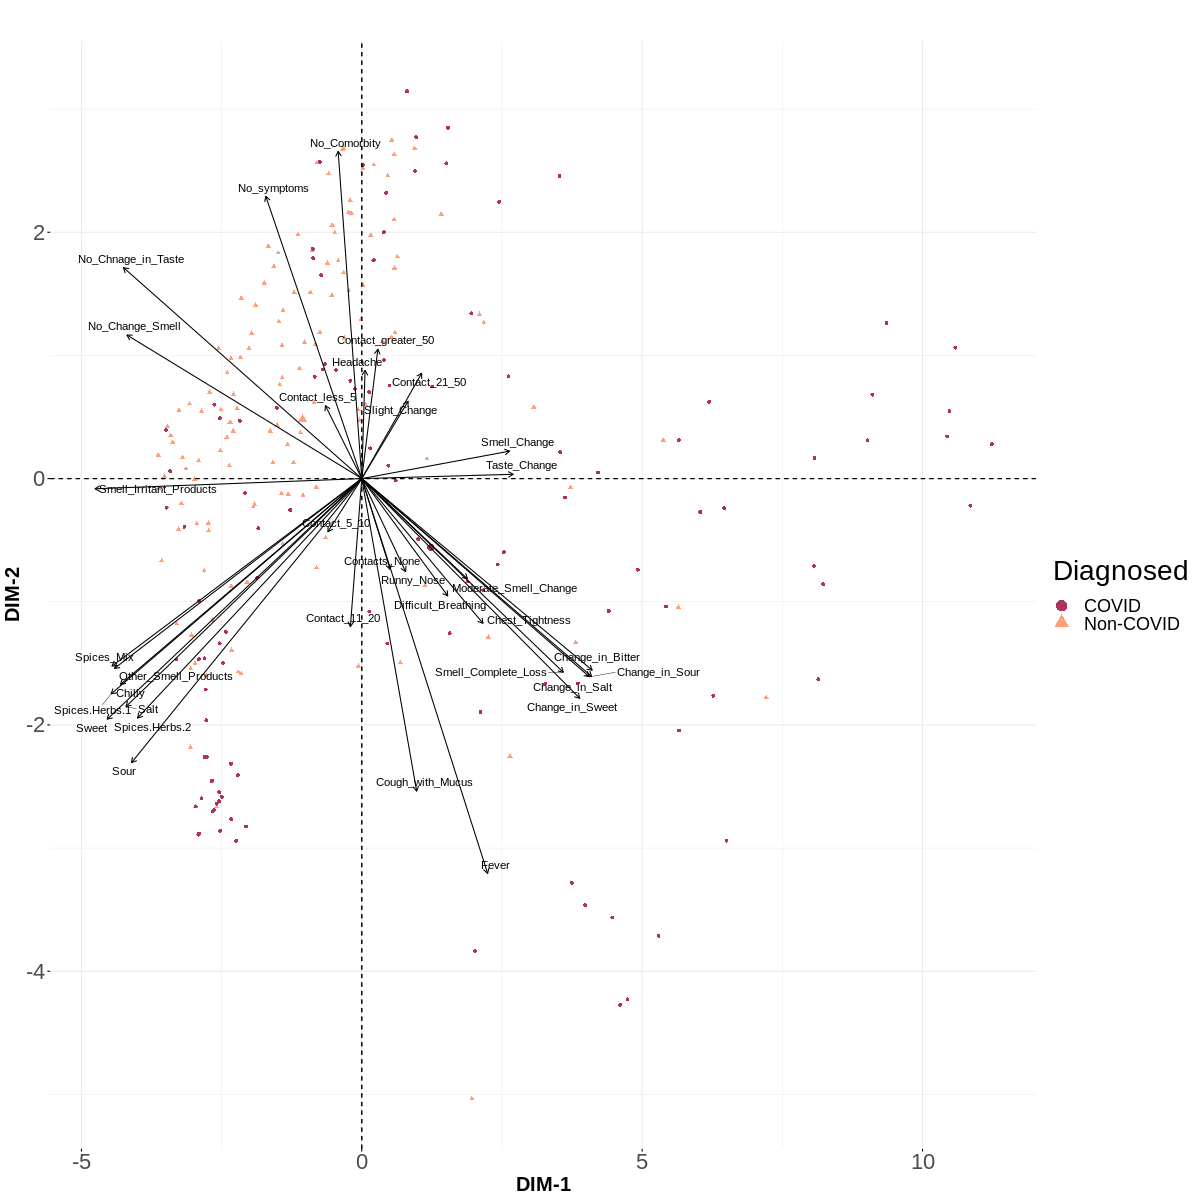 No_Comorbity
No_symptoms
2
No_Chnage_in_Taste
No_Change_Smell
Contact_greater_50
Headache
Contact_21_50
Contact_less_5
Slight_Change
Smell_Change
Taste_Change
0
Smell_Irritant_Products
Contact_5_10
Contacts_None
Runny_Nose
Moderate_Smell_Change
Difficult_Breathing
Contact_11_20
Chest_Tightness
Spices_Mix
Change_in_Bitter
Other_Smell_Products
Smell_Complete_Loss
Change_in_Sour
Chilly
Change_in_Salt
Spices.Herbs.1
Salt
Change_in_Sweet
-2
Sweet
Spices.Herbs.2
Sour
Cough_with_Mucus
Fever
-4
-5
0
5
10
DIM-1
DIM-2
Diagnosed
COVID
Non-COVID